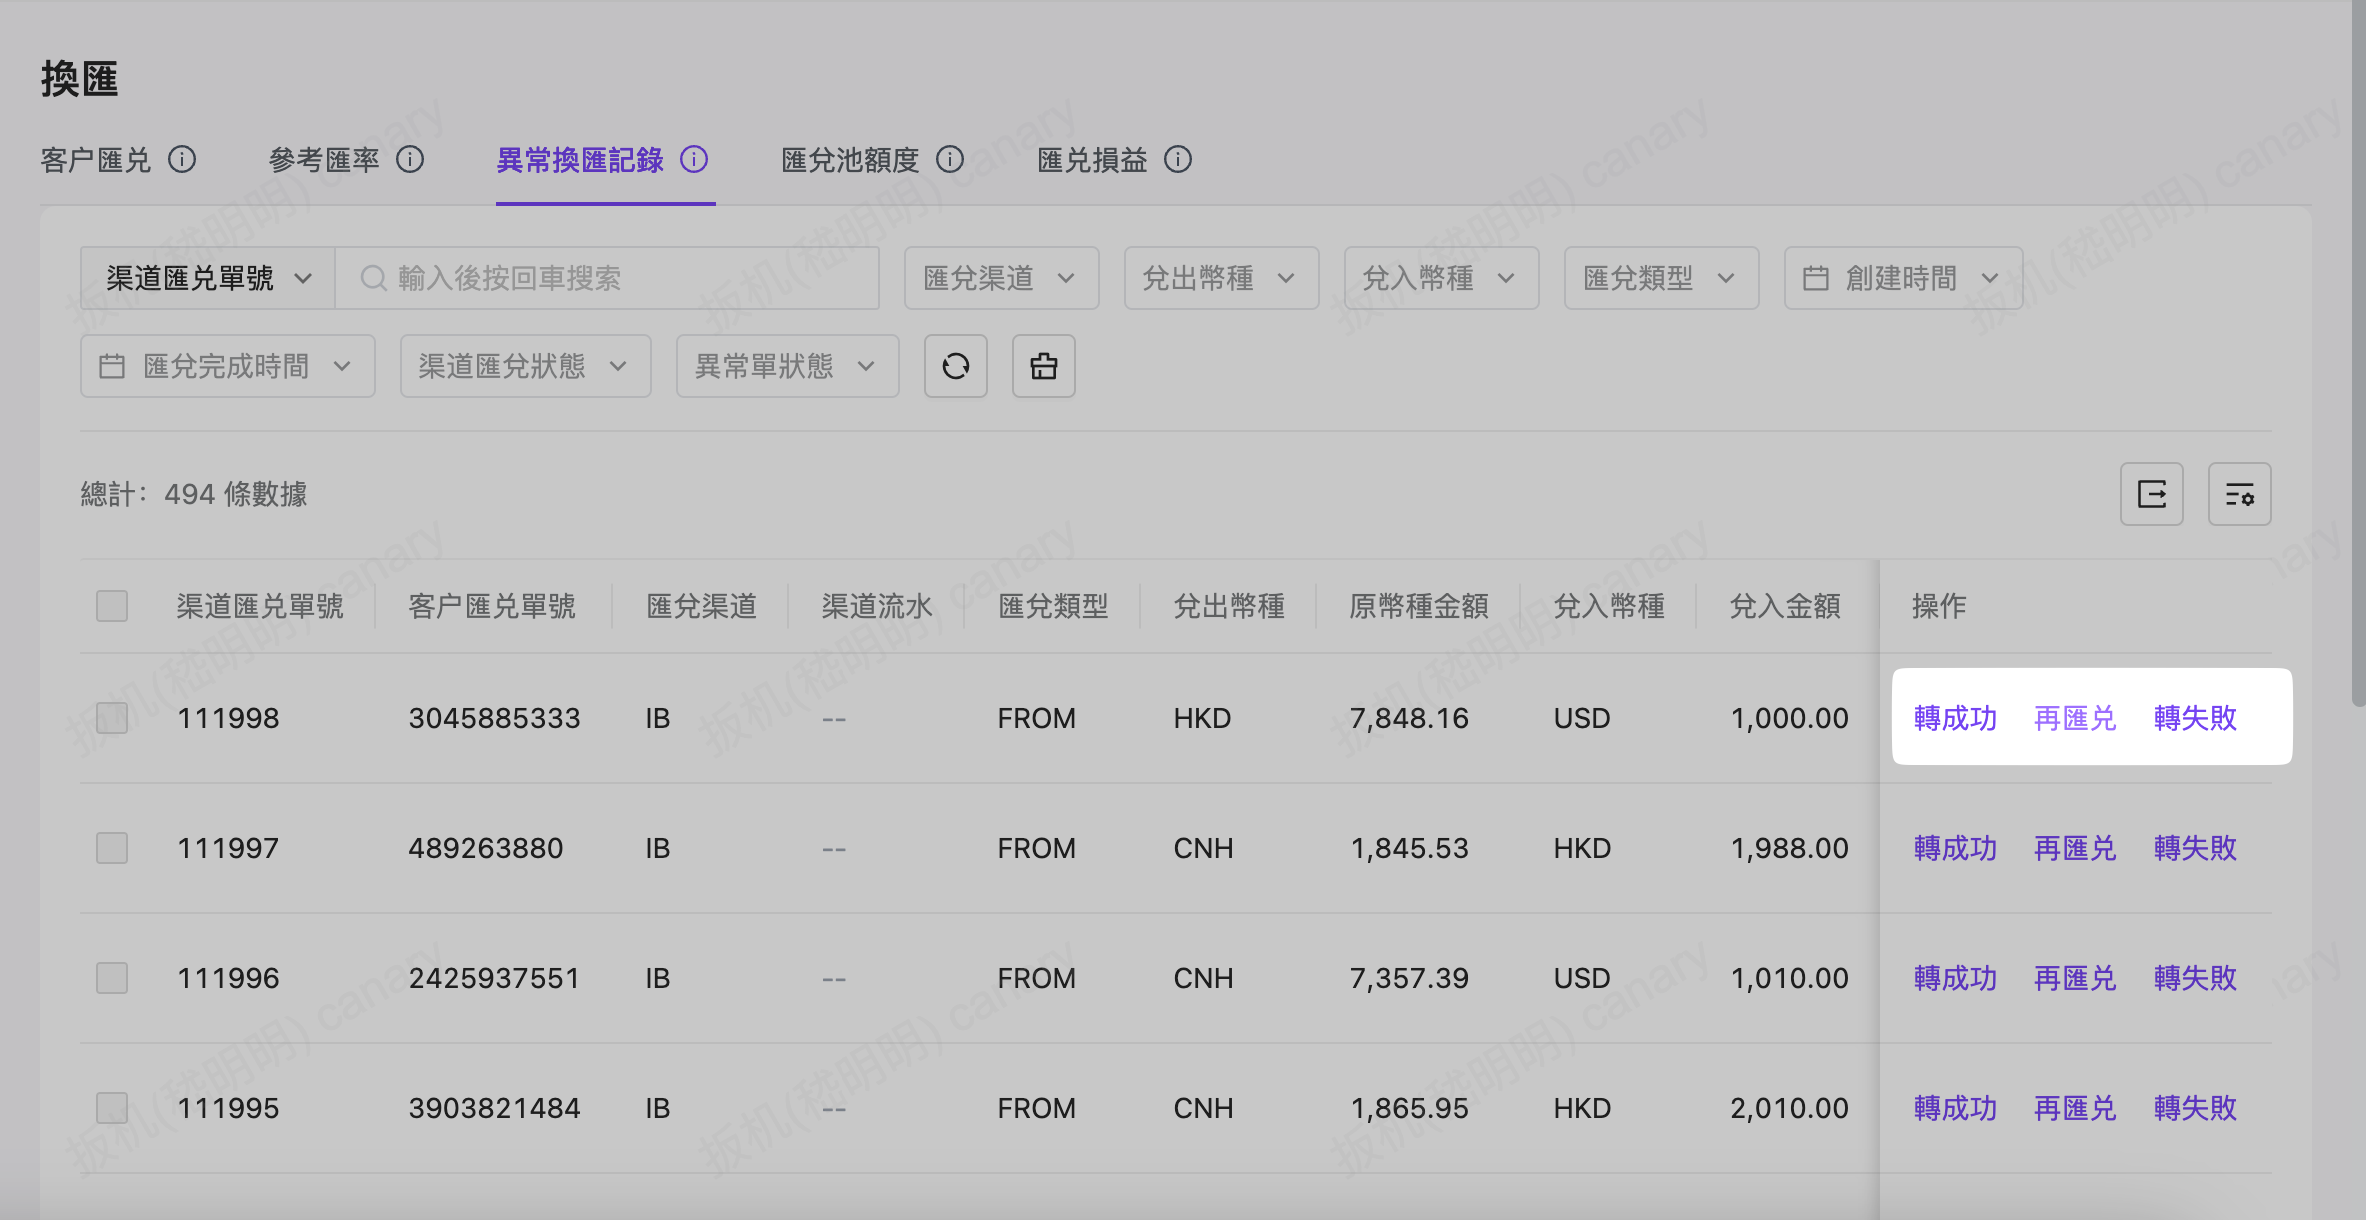 換匯
客户匯兑 參考匯率 異常換匯記錄 匯兌池額度 匯兑損益
渠道匯兑單號 輸入後按回車搜索 匯兌渠道 兌出幣種 兌入幣種 匯兌類型 創建時間
匯兌完成時間 渠道匯兌狀態 異常單狀態
總計：494 條數據
渠道匯兑單號 客户匯兑單號 匯兌渠道 渠道流水 匯兌類型 兌出幣種 原幣種金額 兌入幣種 兌入金額 操作
111998 3045885333 IB -- FROM HKD 7,848.16 USD 1,000.00 轉成功 再匯兑 轉失敗
111997 489263880 IB -- FROM CNH 1,845.53 HKD 1,988.00 轉成功 再匯兑 轉失敗
111996 2425937551 IB -- FROM CNH 7,357.39 USD 1,010.00 轉成功 再匯兑 轉失敗
111995 3903821484 IB -- FROM CNH 1,865.95 HKD 2,010.00 轉成功 再匯兑 轉失敗
扳机(嵇明明) canary